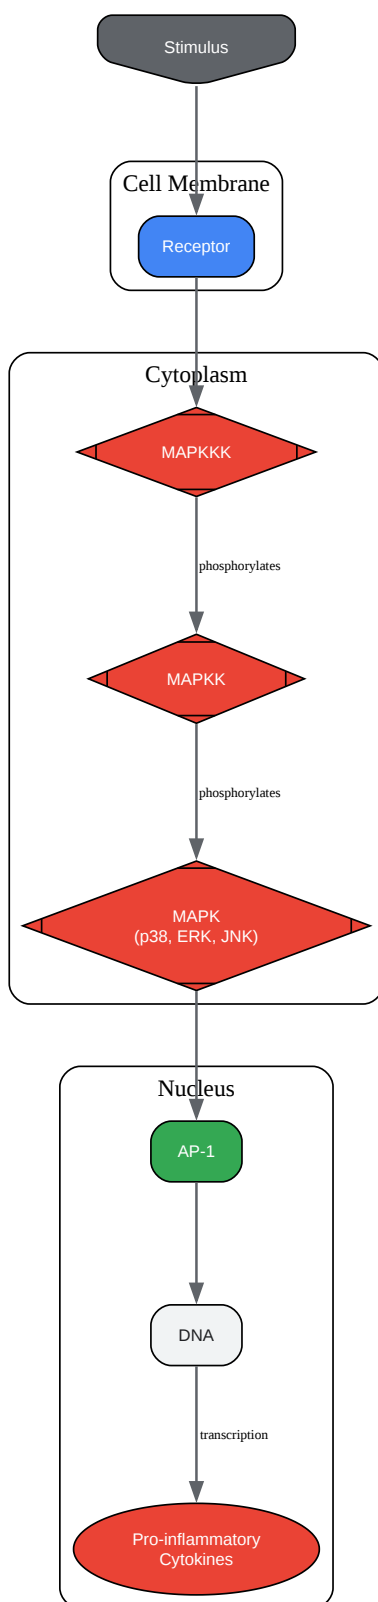 Stimulus
Cell Membrane
Receptor
Cytoplasm
MAPKKK
phosphorylates
MAPKK
phosphorylates
MAPK
(p38, ERK, JNK)
Nucleus
AP-1
DNA
transcription
Pro-inflammatory
Cytokines